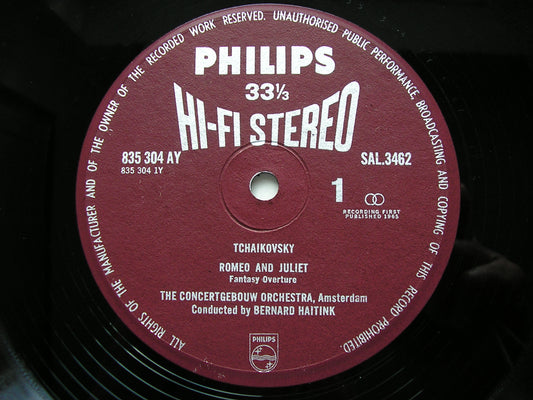 ALL RIGHTS OF THE MANUFACTURER AND OF THE OWNER OF THE RECORDED WORK RESERVED. UNAUTHORISED PUBLIC PERFORMANCE, BROADCASTING AND COPYING OF THIS RECORD PROHIBITED.
PHILIPS
33⅓
HI-FI STEREO
835 304 AY SAL.3462
835 304 1Y
1
RECORDING FIRST
PUBLISHED 1965
TCHAIKOVSKY
ROMEO AND JULIET
Fantasy Overture
THE CONCERTGEBOUW ORCHESTRA, Amsterdam
Conducted by BERNARD HAITINK
PHILIPS